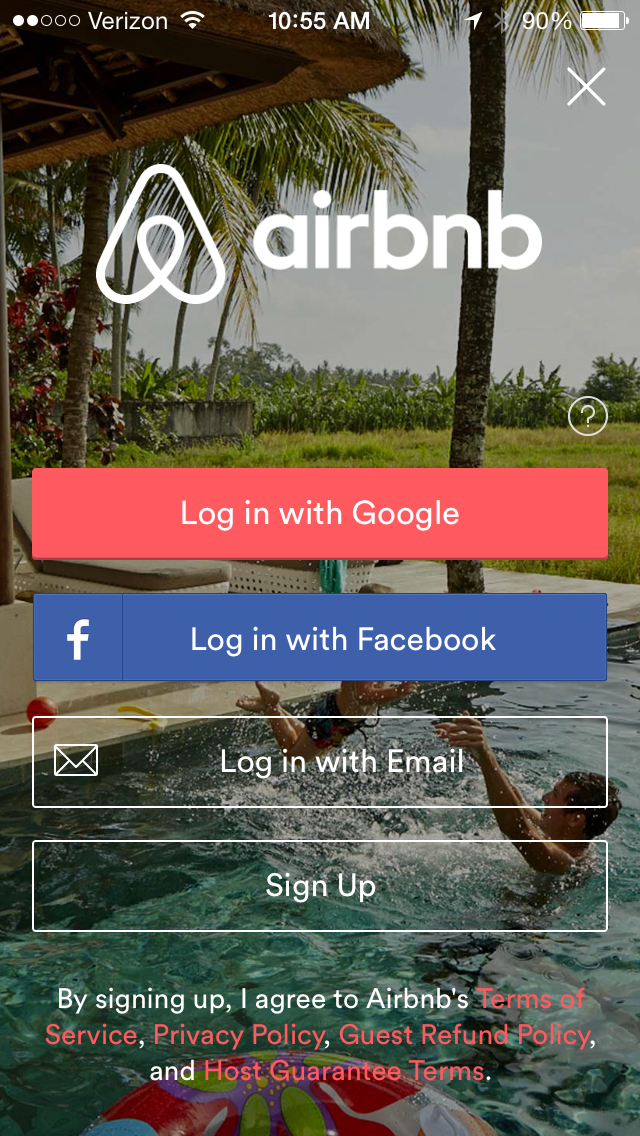 Verizon 10:55 AM 90%
airbnb
?
Log in with Google
f Log in with Facebook
Log in with Email
Sign Up
By signing up, I agree to Airbnb's Terms of
Service, Privacy Policy, Guest Refund Policy,
and Host Guarantee Terms.